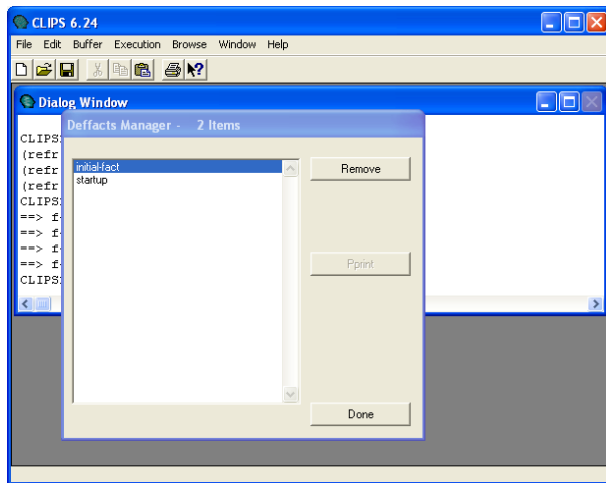 CLIPS 6.24
File Edit Buffer Execution Browse Window Help
Dialog Window
Deffacts Manager - 2 Items
CLIPS
(refr
(refr
(refr
CLIPS
==> f
==> f
==> f
==> f
CLIPS
initial-fact
startup
Remove
Pprint
Done